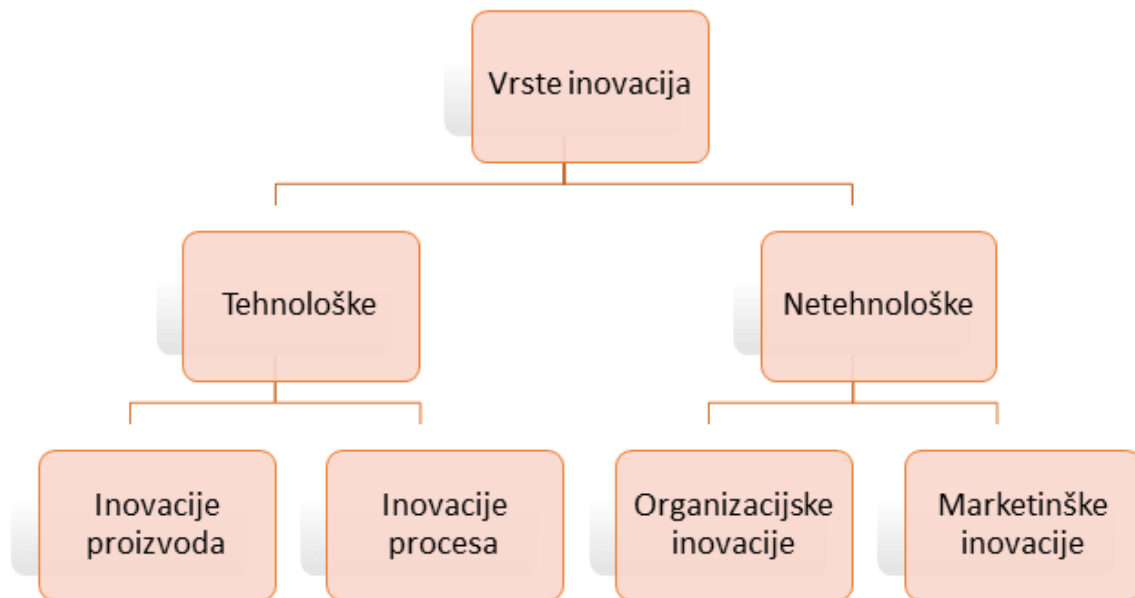 Vrste inovacija
Tehnološke
Netehnološke
Inovacije
proizvoda
Inovacije
procesa
Organizacijske
inovacije
Marketinške
inovacije